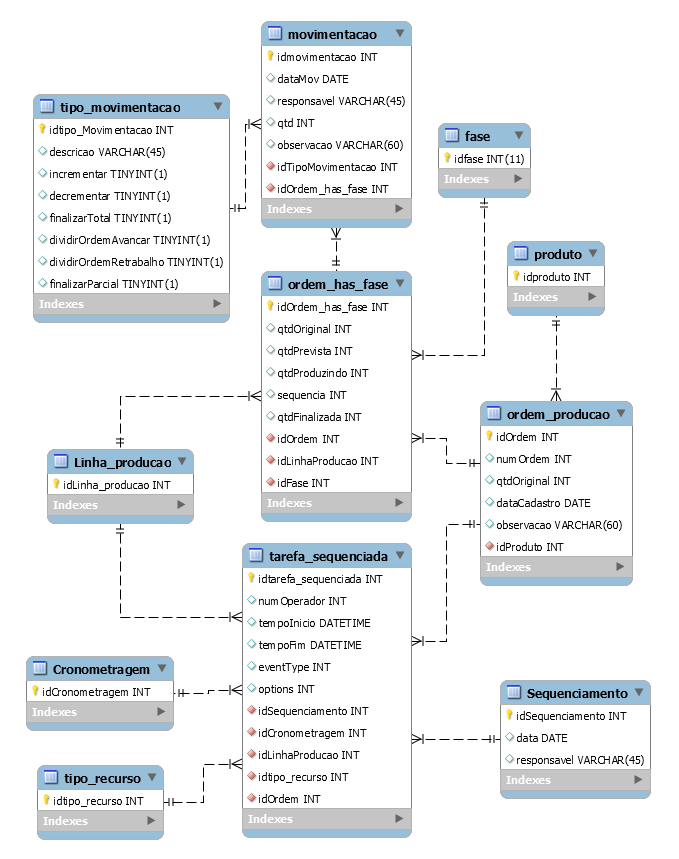 movimentacao
idmovimentacao INT
dataMov DATE
responsavel VARCHAR(45)
qtd INT
observacao VARCHAR(60)
idTipoMovimentacao INT
idOrdem_has_fase INT
Indexes
tipo_movimentacao
idtipo_Movimentacao INT
descricao VARCHAR(45)
incrementar TINYINT(1)
decrementar TINYINT(1)
finalizarTotal TINYINT(1)
dividirOrdemAvancar TINYINT(1)
dividirOrdemRetrabalho TINYINT(1)
finalizarParcial TINYINT(1)
Indexes
fase
idfase INT(11)
Indexes
produto
idproduto INT
Indexes
ordem_has_fase
idOrdem_has_fase INT
qtdOriginal INT
qtdPrevista INT
qtdProduzindo INT
sequencia INT
qtdFinalizada INT
idOrdem INT
idLinhaProducao INT
idFase INT
Indexes
ordem_producao
idOrdem INT
numOrdem INT
qtdOriginal INT
dataCadastro DATE
observacao VARCHAR(60)
idProduto INT
Indexes
Linha_producao
idLinha_producao INT
Indexes
tarefa_sequenciada
idtarefa_sequenciada INT
numOperador INT
tempoInicio DATETIME
tempoFim DATETIME
eventType INT
options INT
idSequenciamento INT
idCronometragem INT
idLinhaProducao INT
idtipo_recurso INT
idOrdem INT
Indexes
Cronometragem
idCronometragem INT
Indexes
Sequenciamento
idSequenciamento INT
data DATE
responsavel VARCHAR(45)
Indexes
tipo_recurso
idtipo_recurso INT
Indexes